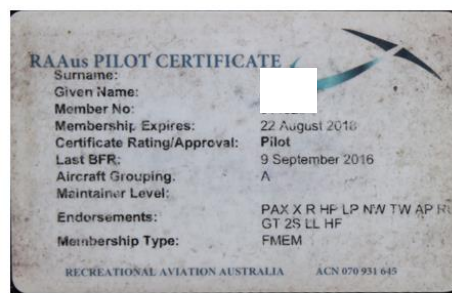 RAAus PILOT CERTIFICATE
Surname:
Given Name:
Member No:
Membership Expires: 22 August 2018
Certificate Rating/Approval: Pilot
Last BFR: 9 September 2016
Aircraft Grouping. A
Maintainer Level:
Endorsements: PAX X R HP LP NW TW AP
GT 2S LL HF
Membership Type: FMEM
RECREATIONAL AVIATION AUSTRALIA ACN 070 931 645